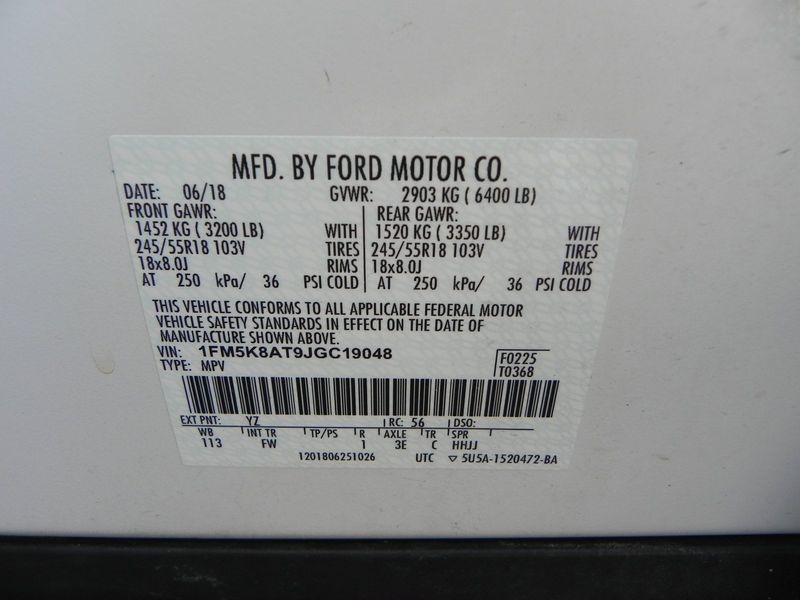 MFD. BY FORD MOTOR CO.
DATE: 06/18 GVWR: 2903 KG ( 6400 LB)
FRONT GAWR: REAR GAWR:
1452 KG ( 3200 LB) WITH 1520 KG ( 3350 LB) WITH
245/55R18 103V TIRES 245/55R18 103V TIRES
18x8.0J RIMS 18x8.0J RIMS
AT 250 kPa/ 36 PSI COLD AT 250 kPa/ 36 PSI COLD
THIS VEHICLE CONFORMS TO ALL APPLICABLE FEDERAL MOTOR
VEHICLE SAFETY STANDARDS IN EFFECT ON THE DATE OF
MANUFACTURE SHOWN ABOVE.
VIN: 1FM5K8AT9JGC19048 F0225
TYPE: MPV T0368
EXT PNT: YZ RC: 56 DSO:
WB INT TR TP/PS R AXLE TR SPR
113 FW 1 3E C HHJJ
1201806251026 UTC ▽ 5U5A-1520472-BA